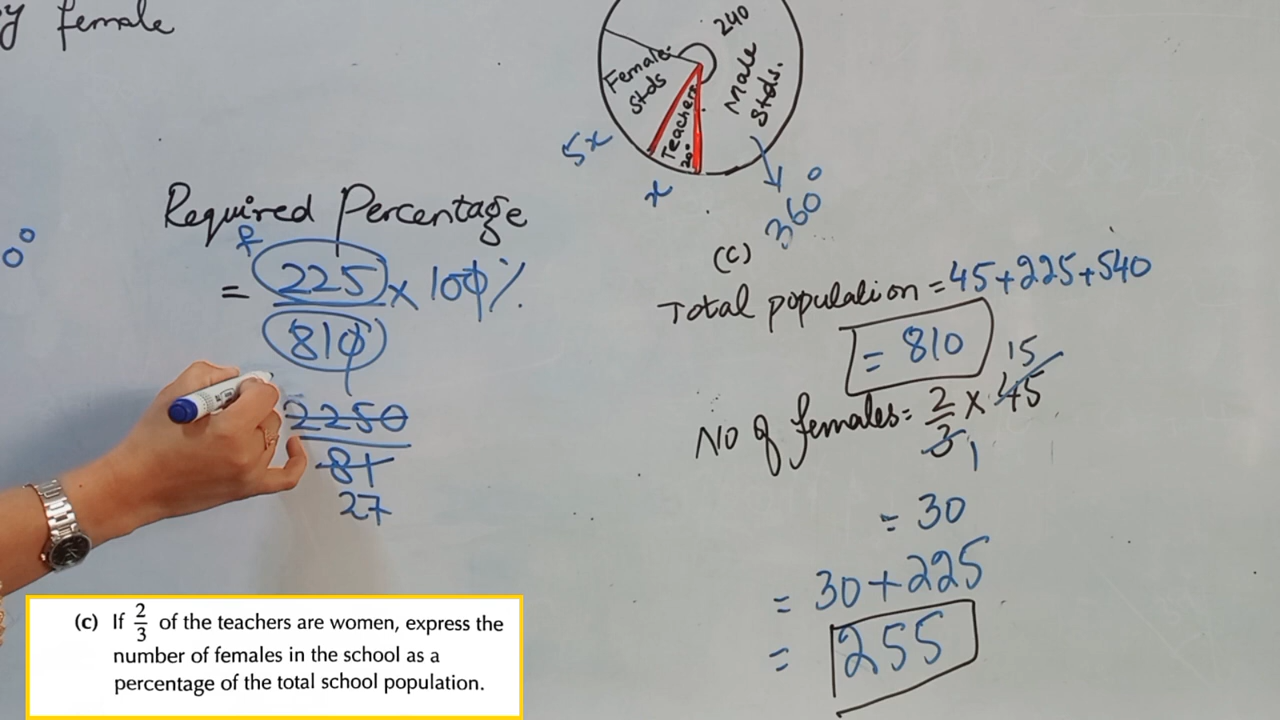 y female
240
Female
stds
Male
stds.
Teachers
20°
5x
x
360°
0°
Required Percentage
f
= 225 × 100%
810
2250
81
27
(c)
Total population = 45+225+540
= 810
15
No of females = 2/3 × 45
1
= 30
= 30+225
= 255
(c) If 2/3 of the teachers are women, express the
number of females in the school as a
percentage of the total school population.